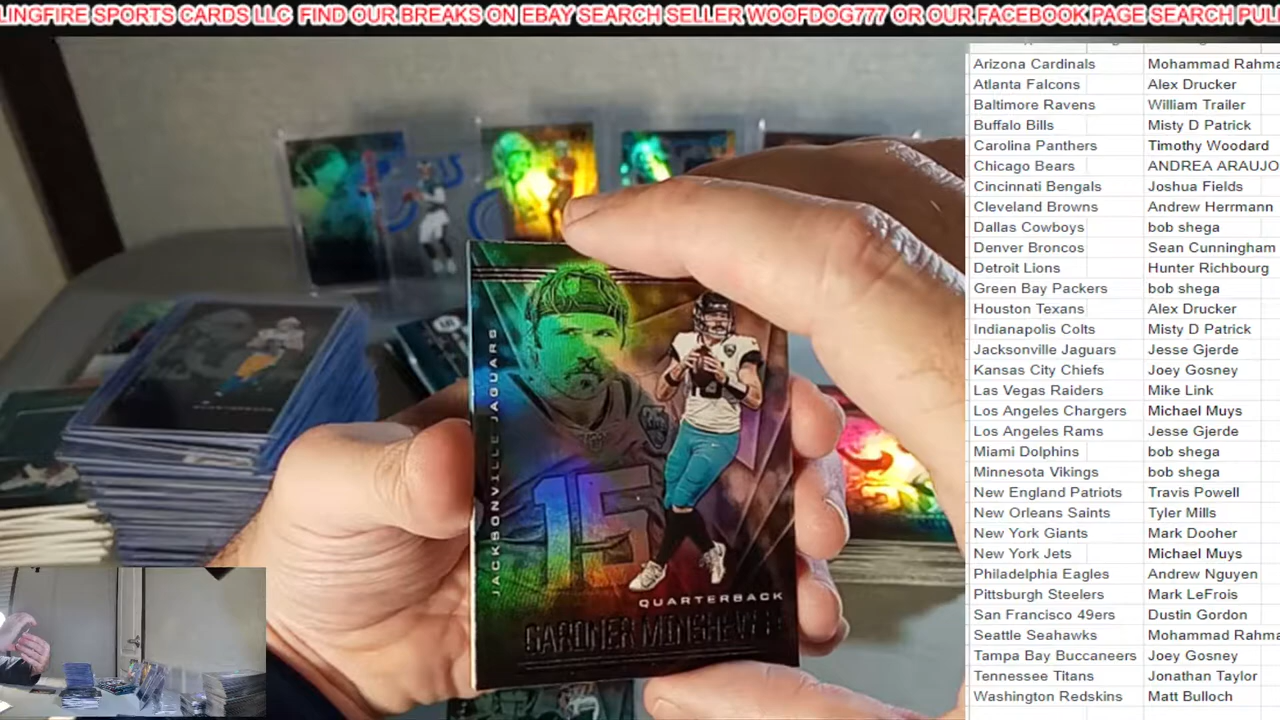 LINGFIRE SPORTS CARDS LLC FIND OUR BREAKS ON EBAY SEARCH SELLER WOOFDOG777 OR OUR FACEBOOK PAGE SEARCH PUL
Arizona Cardinals Mohammad Rahma
Atlanta Falcons Alex Drucker
Baltimore Ravens William Trailer
Buffalo Bills Misty D Patrick
Carolina Panthers Timothy Woodard
Chicago Bears ANDREA ARAUJO
Cincinnati Bengals Joshua Fields
Cleveland Browns Andrew Herrmann
Dallas Cowboys bob shega
Denver Broncos Sean Cunningham
Detroit Lions Hunter Richbourg
Green Bay Packers bob shega
Houston Texans Alex Drucker
Indianapolis Colts Misty D Patrick
Jacksonville Jaguars Jesse Gjerde
Kansas City Chiefs Joey Gosney
Las Vegas Raiders Mike Link
Los Angeles Chargers Michael Muys
Los Angeles Rams Jesse Gjerde
Miami Dolphins bob shega
Minnesota Vikings bob shega
New England Patriots Travis Powell
New Orleans Saints Tyler Mills
New York Giants Mark Dooher
New York Jets Michael Muys
Philadelphia Eagles Andrew Nguyen
Pittsburgh Steelers Mark LeFrois
San Francisco 49ers Dustin Gordon
Seattle Seahawks Mohammad Rahma
Tampa Bay Buccaneers Joey Gosney
Tennessee Titans Jonathan Taylor
Washington Redskins Matt Bulloch
JACKSONVILLE JAGUARS
15
QUARTERBACK
GARDNER MINSHEW II